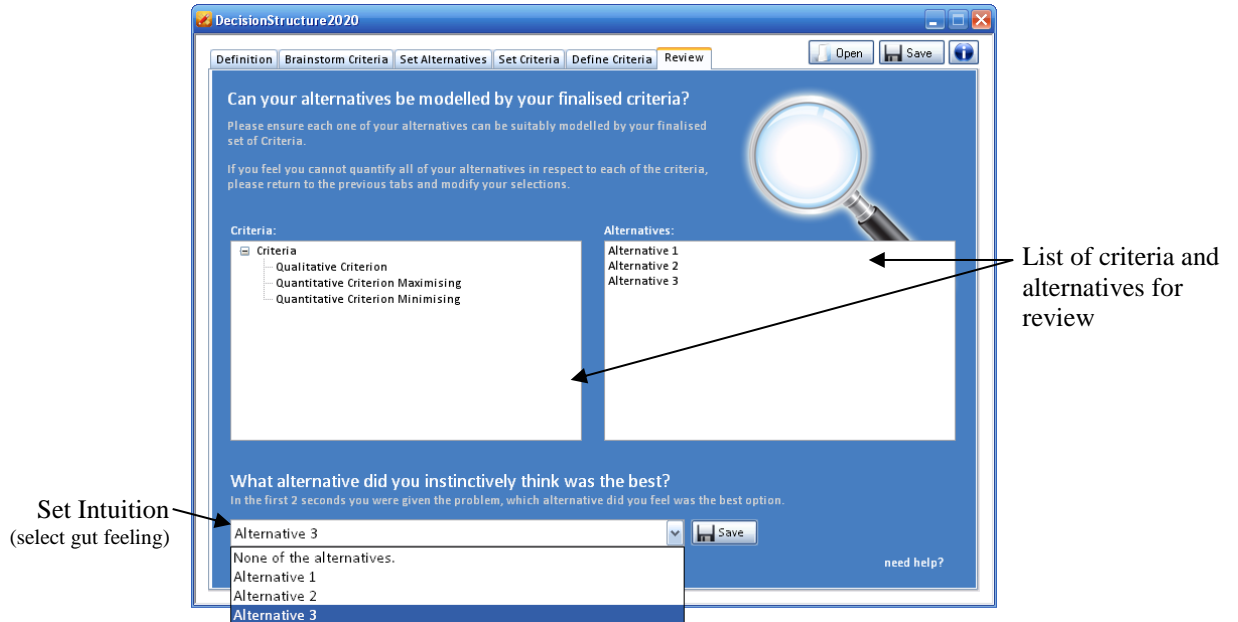 DecisionStructure2020
Definition Brainstorm Criteria Set Alternatives Set Criteria Define Criteria Review
Open Save
Can your alternatives be modelled by your finalised criteria?
Please ensure each one of your alternatives can be suitably modelled by your finalised
set of Criteria.
If you feel you cannot quantify all of your alternatives in respect to each of the criteria,
please return to the previous tabs and modify your selections.
Criteria:
Criteria
Qualitative Criterion
Quantitative Criterion Maximising
Quantitative Criterion Minimising
Alternatives:
Alternative 1
Alternative 2
Alternative 3
List of criteria and
alternatives for
review
What alternative did you instinctively think was the best?
In the first 2 seconds you were given the problem, which alternative did you feel was the best option.
Set Intuition
(select gut feeling)
Alternative 3
Save
None of the alternatives.
Alternative 1
Alternative 2
Alternative 3
need help?